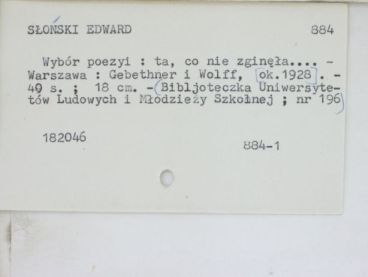 SŁOŃSKI EDWARD 884
Wybór poezyi : ta, co nie zginęła.... -
Warszawa : Gebethner i Wolff, [ok.1928]. -
49 s. ; 18 cm. - (Bibljoteczka Uniwersyte-
tów Ludowych i Młodzieży Szkolnej ; nr 196)
182046
884-1